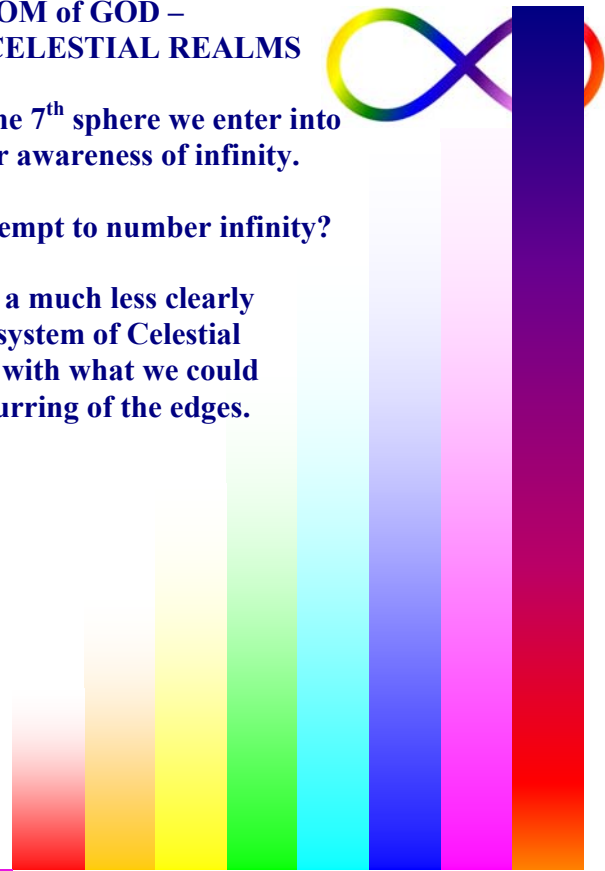 OM of GOD –
CELESTIAL REALMS
he 7th sphere we enter into
r awareness of infinity.
tempt to number infinity?
a much less clearly
system of Celestial
with what we could
urring of the edges.